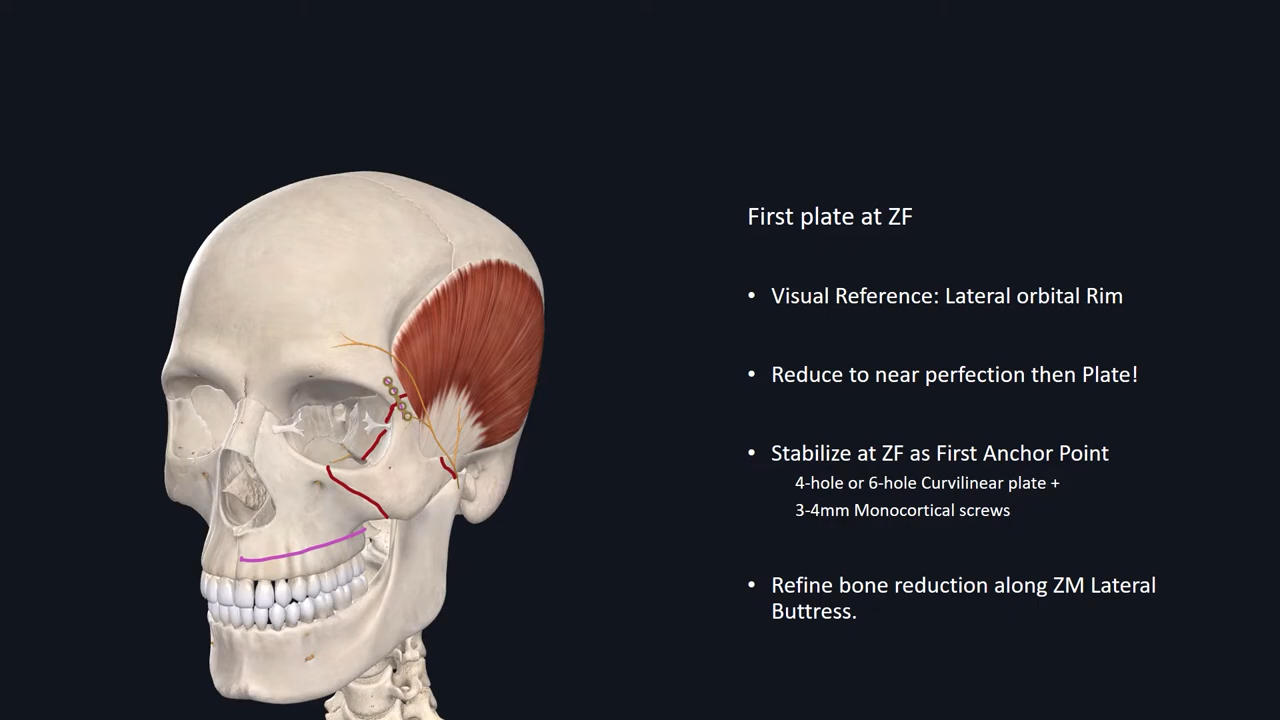 First plate at ZF
• Visual Reference: Lateral orbital Rim
• Reduce to near perfection then Plate!
• Stabilize at ZF as First Anchor Point
4-hole or 6-hole Curvilinear plate +
3-4mm Monocortical screws
• Refine bone reduction along ZM Lateral
Buttress.